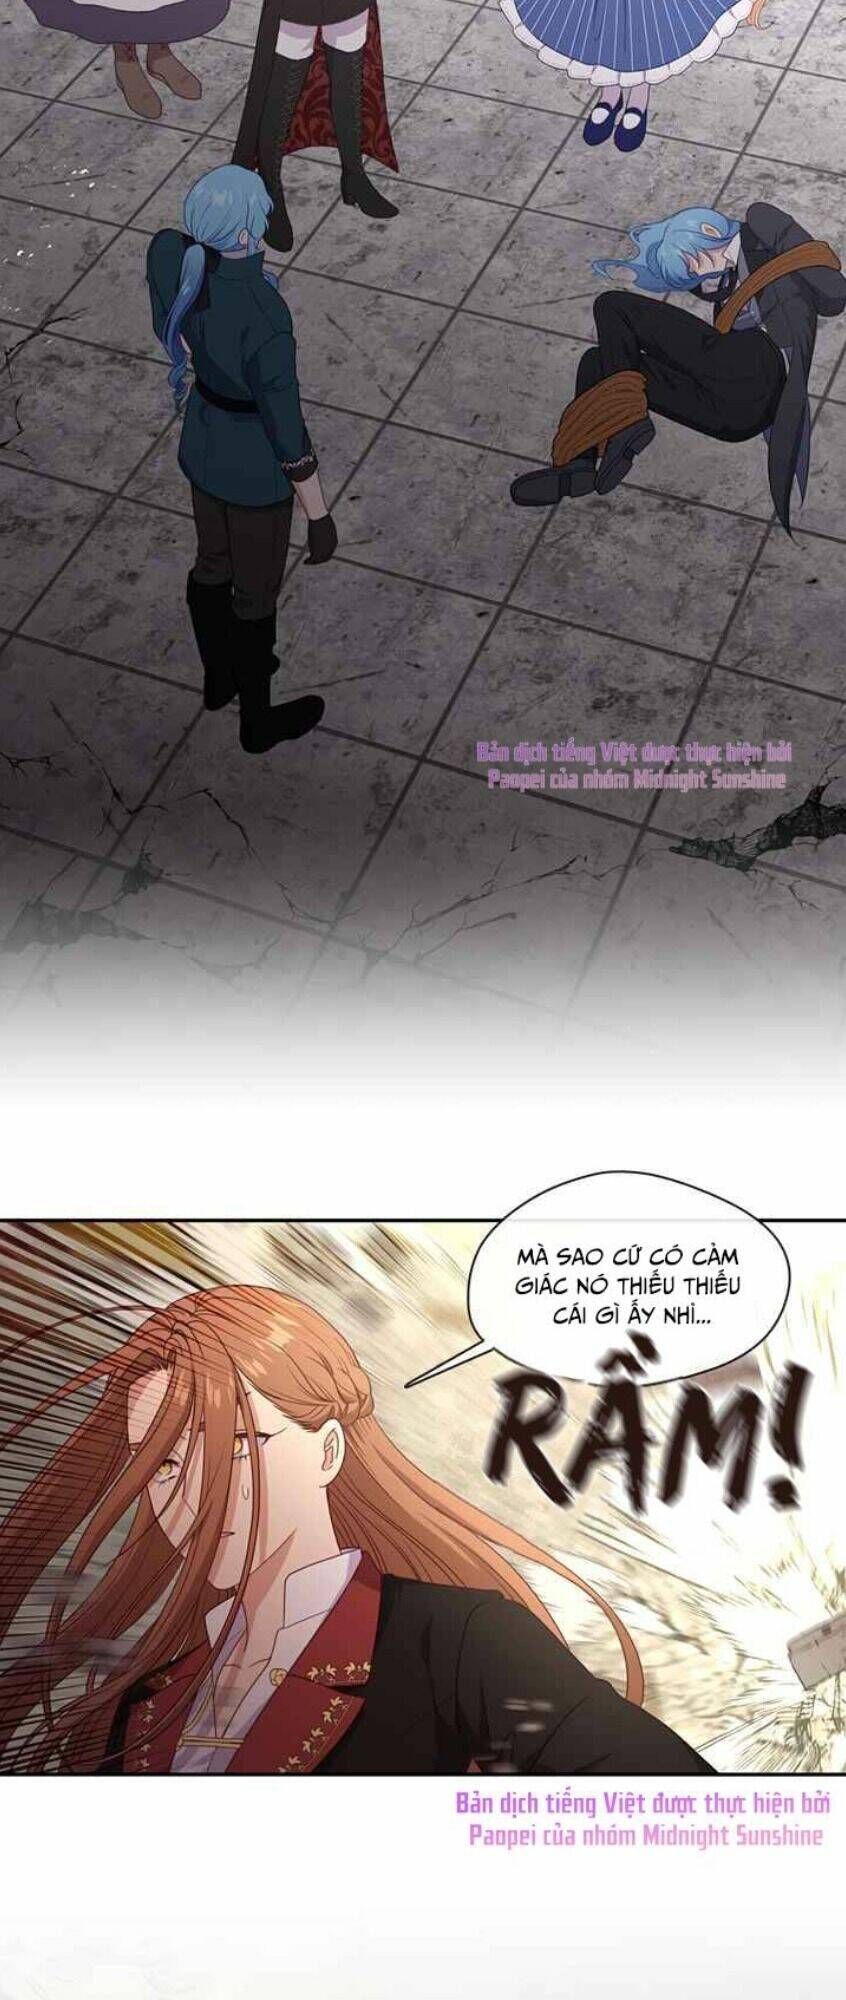 Bản dịch tiếng Việt được thực hiện bởi
Paopei của nhóm Midnight Sunshine
MÀ SAO CỨ CÓ CẢM
GIÁC NÓ THIẾU THIẾU
CÁI GÌ ẤY NHỈ...
RẦM!
Bản dịch tiếng Việt được thực hiện bởi
Paopei của nhóm Midnight Sunshine